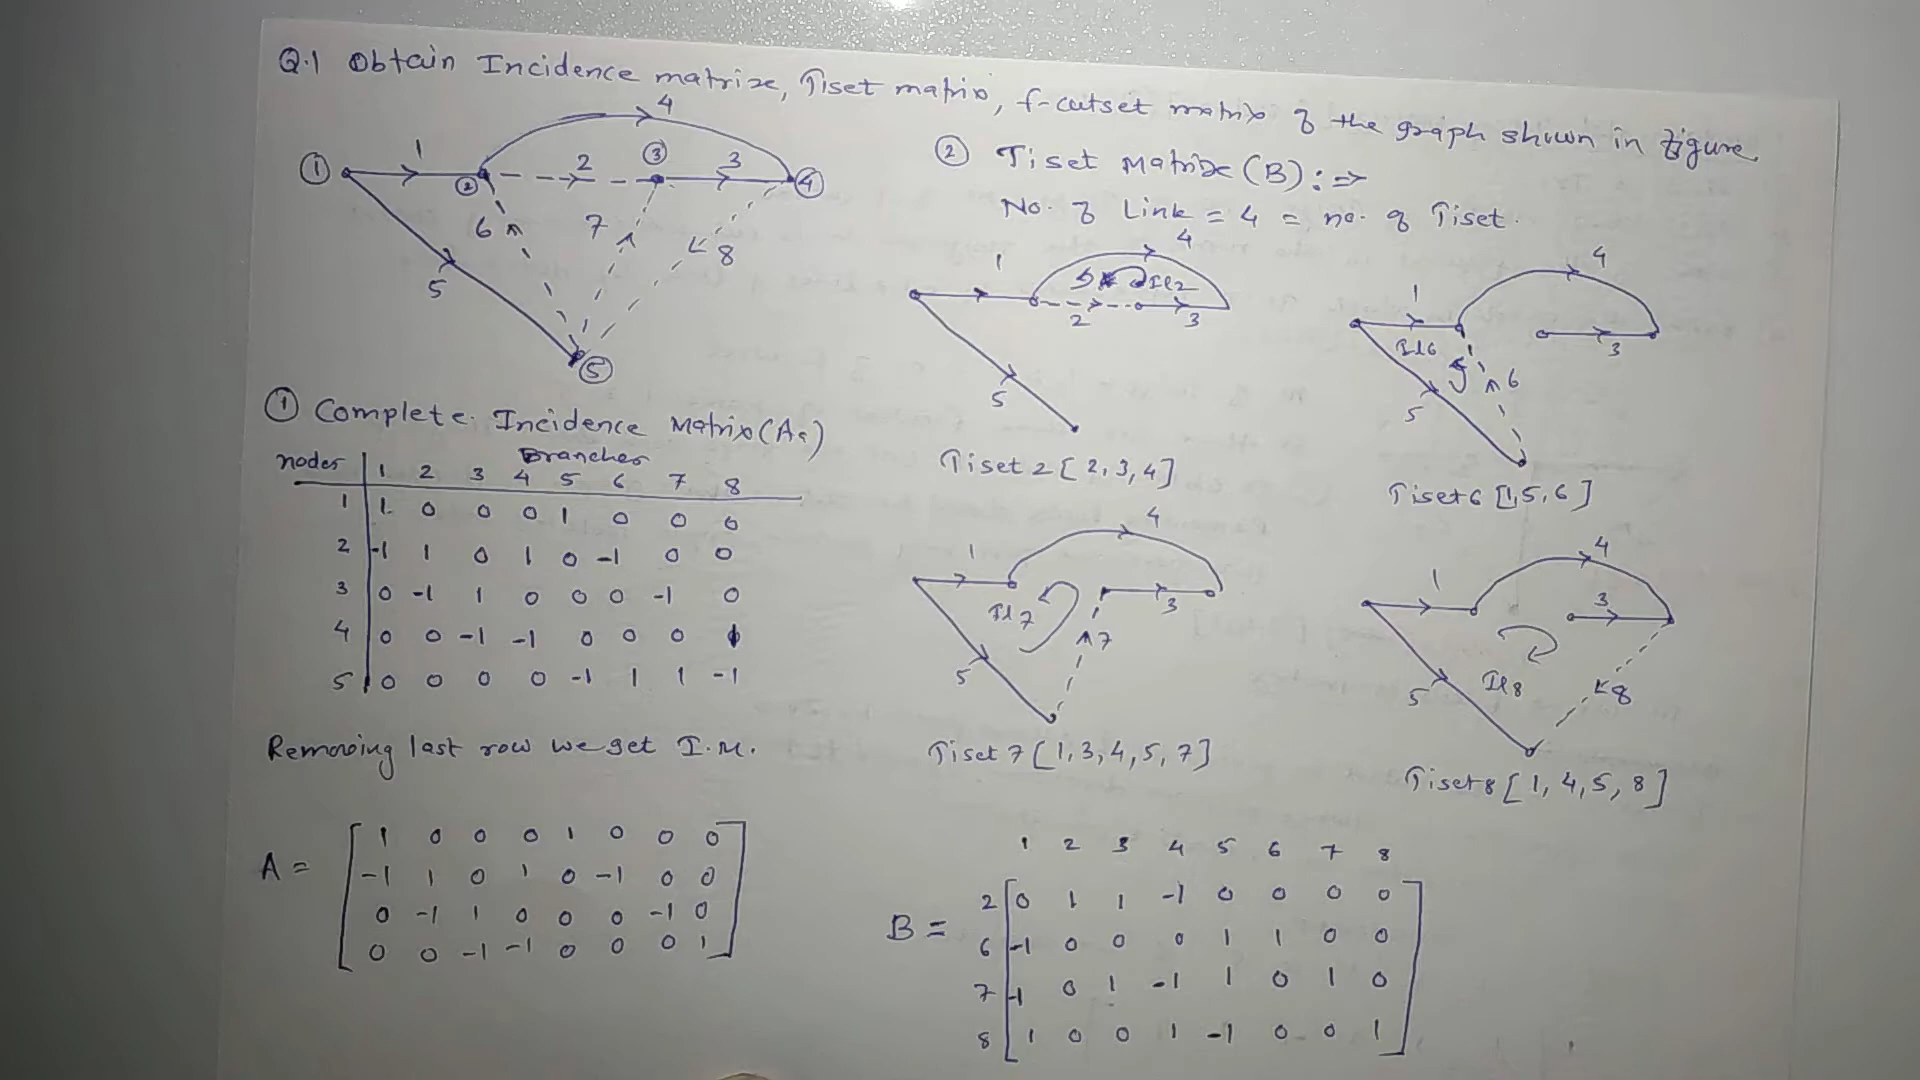 Q.1 Obtain Incidence matrixe, Tiset matrix, f-cutset matrix of the graph shown in figure.
4
① 1 ② 2 ③ 3 ④
6 7 8
5
⑤
① Complete Incidence Matrix (Aa)
nodes Branches
1 2 3 4 5 6 7 8
1 1 0 0 0 1 0 0 0
2 -1 1 0 1 0 -1 0 0
3 0 -1 1 0 0 0 -1 0
4 0 0 -1 -1 0 0 0 1
5 0 0 0 0 -1 1 1 -1
Removing last row we get I.M.
A =
1 0 0 0 1 0 0 0
-1 1 0 1 0 -1 0 0
0 -1 1 0 0 0 -1 0
0 0 -1 -1 0 0 0 1
② Tiset Matrix (B) : ⇒
No. of Link = 4 = no. of Tiset.
4
1 Il2
2 3
5
Tiset 2 [2, 3, 4]
4
1
Il6 3
6
5
Tiset 6 [1, 5, 6]
4
1
Il7 3
7
5
Tiset 7 [1, 3, 4, 5, 7]
4
1 3
Il8 8
5
Tiset 8 [1, 4, 5, 8]
1 2 3 4 5 6 7 8
B =
2 0 1 1 -1 0 0 0 0
6 -1 0 0 0 1 1 0 0
7 -1 0 1 -1 1 0 1 0
8 1 0 0 1 -1 0 0 1